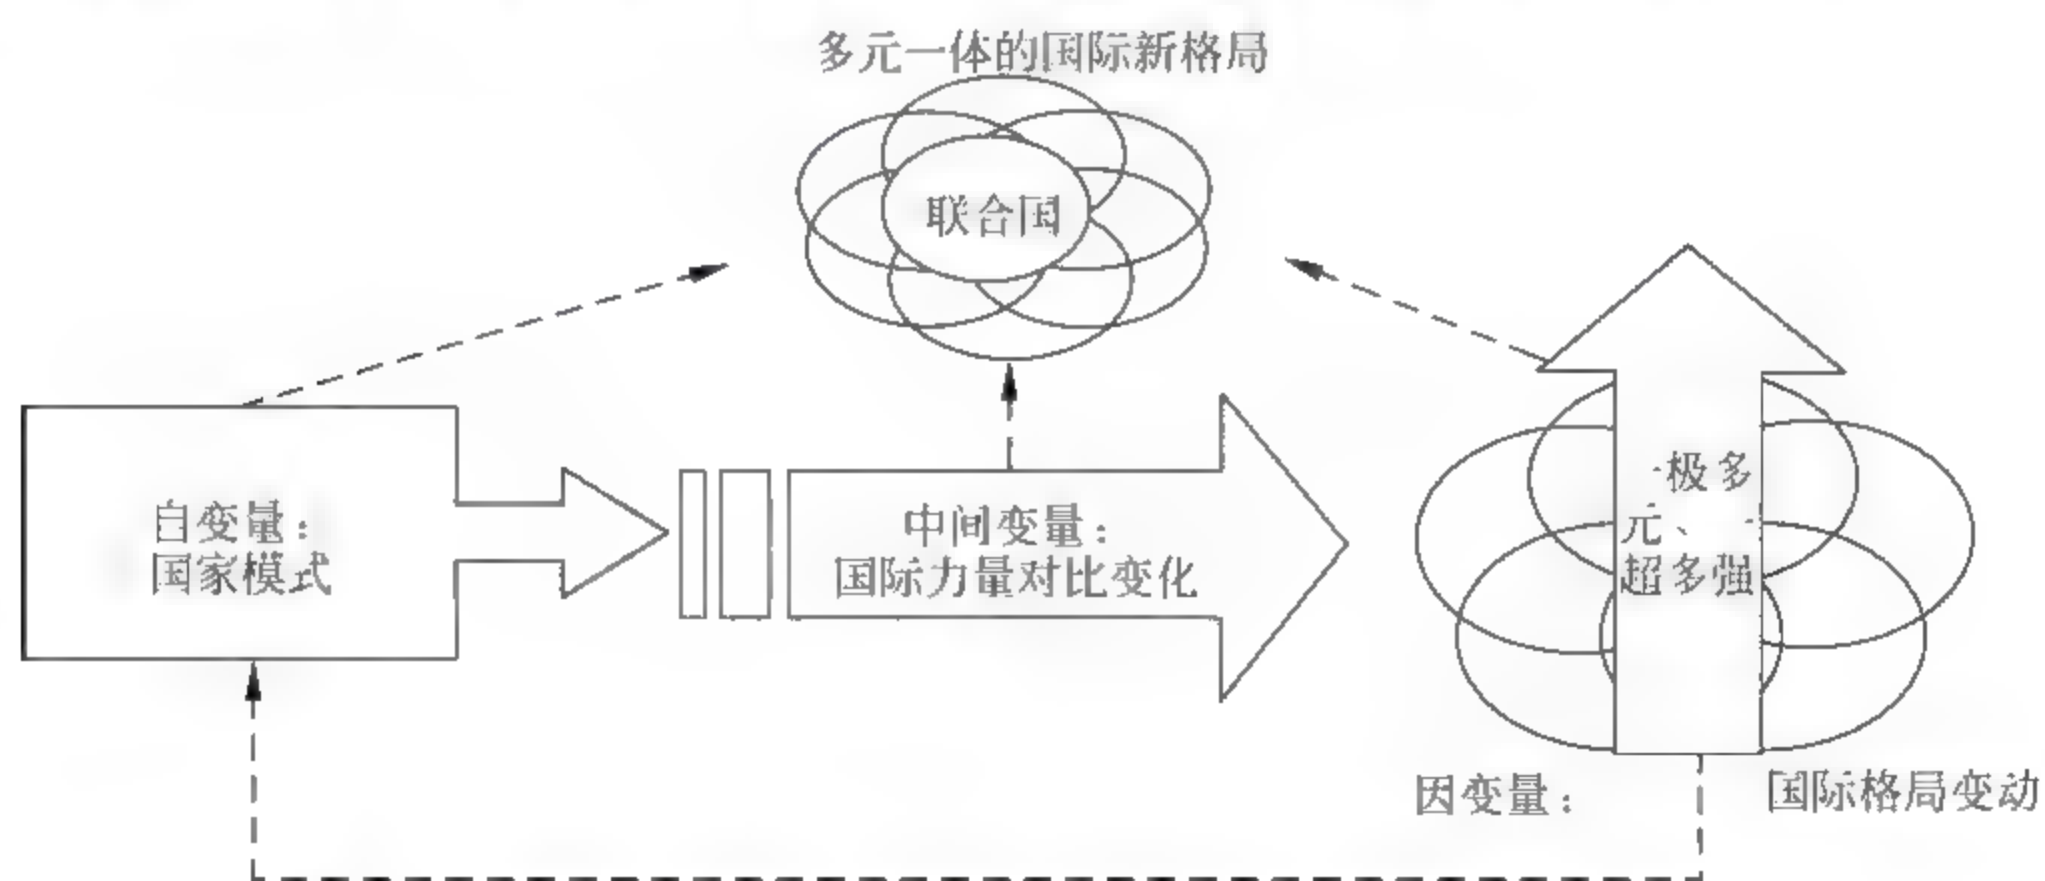 多元一体的国际新格局
联合国
自变量：
国家模式
中间变量：
国际力量对比变化
极多
元、一
超多强
因变量：
国际格局变动